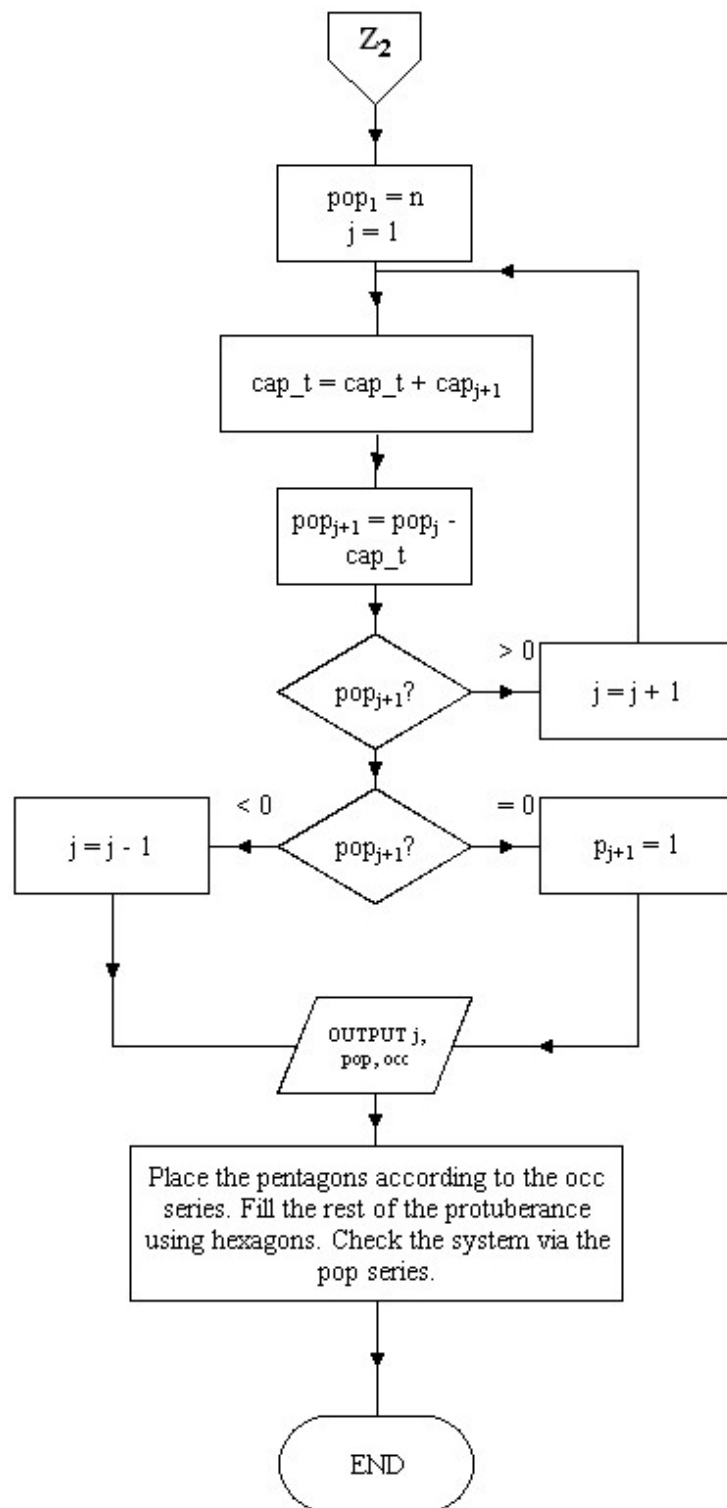 Z₂
pop₁ = n
j = 1
cap_t = cap_t + capⱼ₊₁
popⱼ₊₁ = popⱼ -
cap_t
> 0
popⱼ₊₁?
j = j + 1
< 0
= 0
j = j - 1
popⱼ₊₁?
pⱼ₊₁ = 1
OUTPUT j,
pop, occ
Place the pentagons according to the occ
series. Fill the rest of the protuberance
using hexagons. Check the system via the
pop series.
END